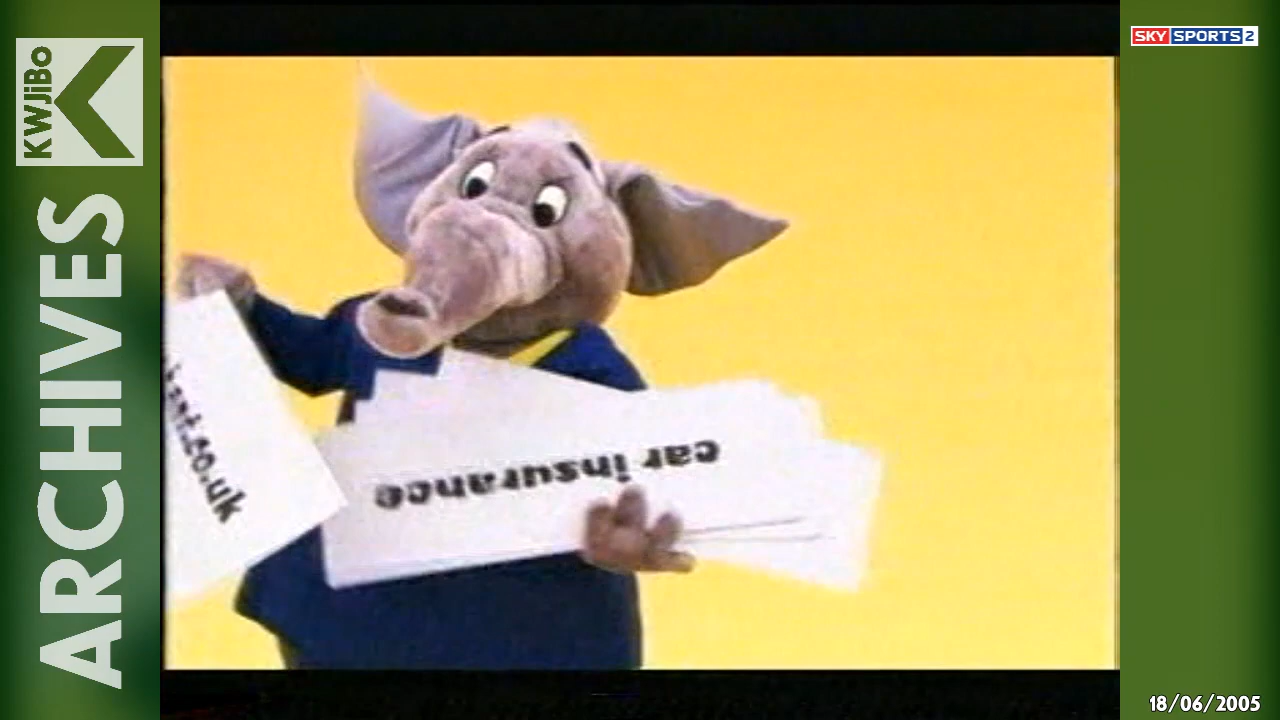 KWJiBO
ARCHIVES
SKY SPORTS 2
.co.uk
car insurance
18/06/2005